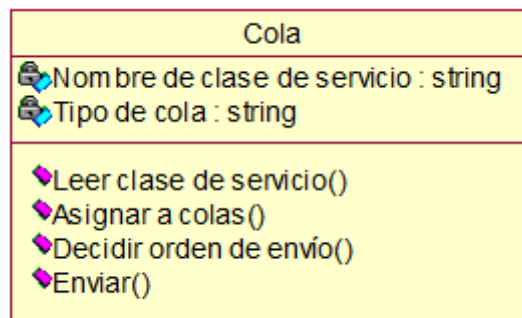 Cola
Nombre de clase de servicio : string
Tipo de cola : string
Leer clase de servicio()
Asignar a colas()
Decidir orden de envío()
Enviar()